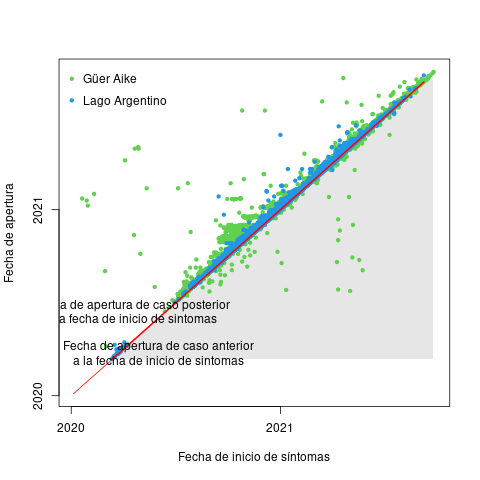 Güer Aike
Lago Argentino
Fecha de apertura
2021
2020
a de apertura de caso posterior
a fecha de inicio de síntomas
Fecha de apertura de caso anterior
a la fecha de inicio de síntomas
2020
2021
Fecha de inicio de síntomas